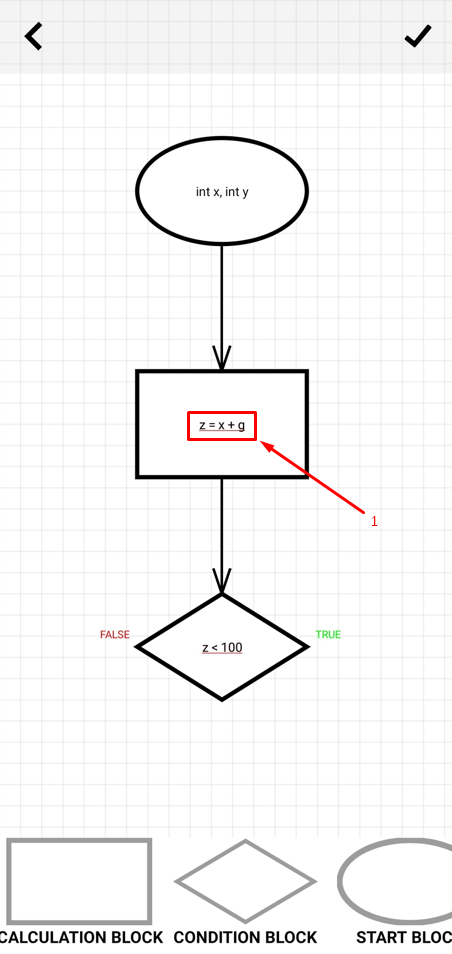 int x, int y
z = x + g
1
FALSE
TRUE
z < 100
CALCULATION BLOCK
CONDITION BLOCK
START BLOC